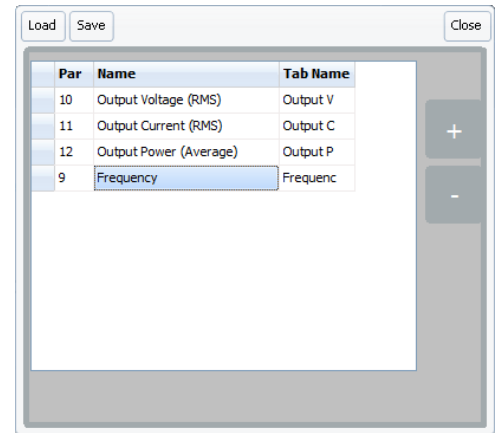 Load Save Close
Par Name Tab Name
10 Output Voltage (RMS) Output V
11 Output Current (RMS) Output C
12 Output Power (Average) Output P
9 Frequency Frequenc
+
-